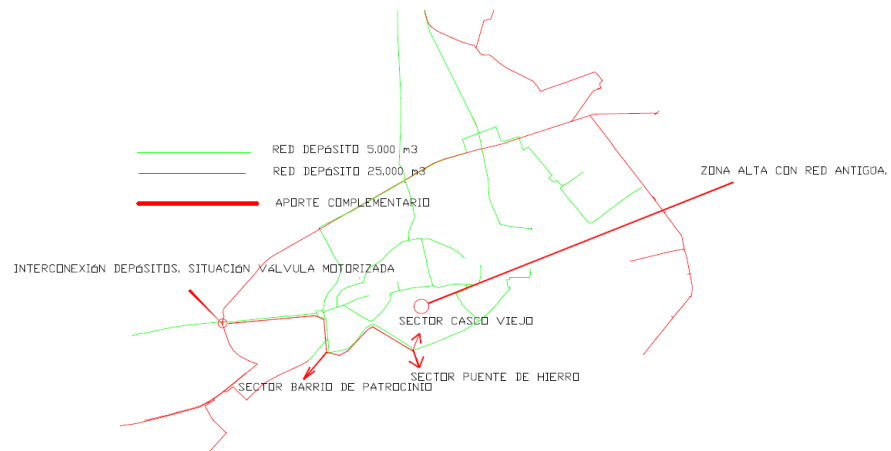 RED DEPóSITO 5.000 m3
RED DEPóSITO 25.000 m3
ZONA ALTA CON RED ANTIGüA.
APORTE COMPLEMENTARIO
INTERCONEXIóN DEPóSITOS. SITUACIóN VáLVULA MOTORIZADA
SECTOR CASCO VIEJO
SECTOR PUENTE DE HIERRO
SECTOR BARRIO DE PATROCINIO